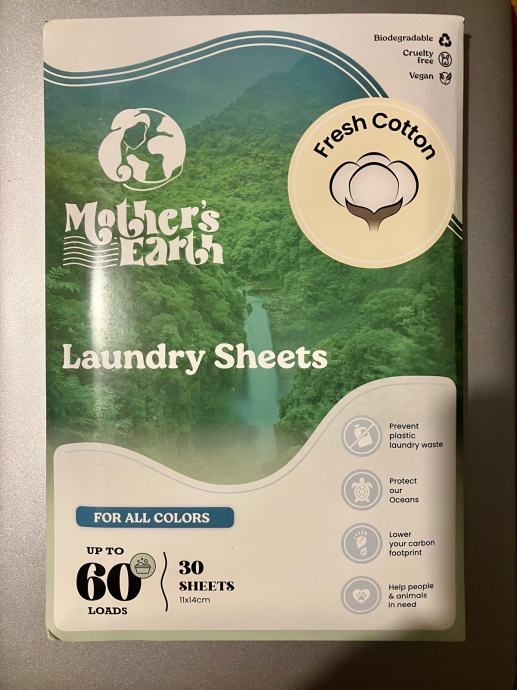 Biodegradable
Cruelty
free
Vegan
Fresh Cotton
Mother's
Earth
Laundry Sheets
Prevent
plastic
laundry waste
Protect
our
Oceans
FOR ALL COLORS
Lower
your carbon
footprint
UP TO
60
LOADS
30
SHEETS
11x14cm
Help people
& animals
in need